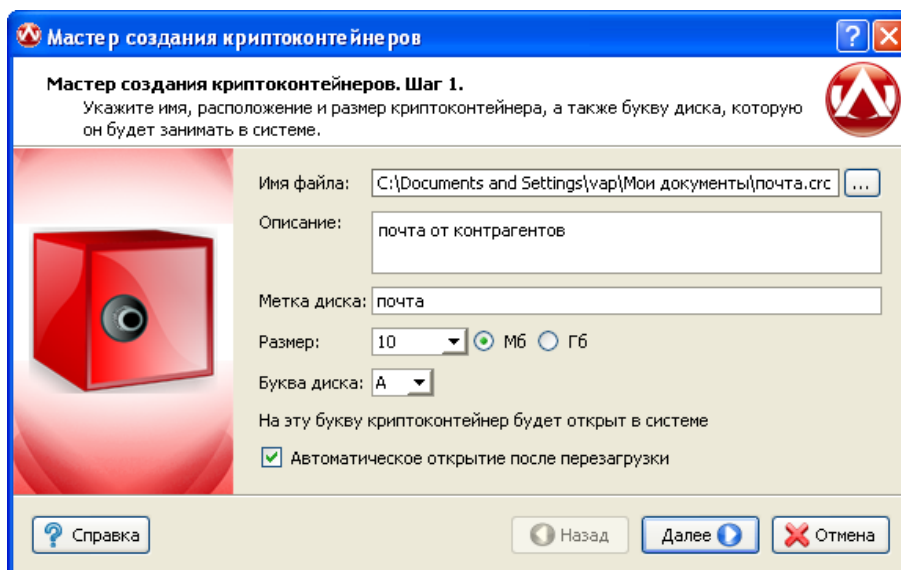 Мастер создания криптоконтейнеров
Мастер создания криптоконтейнеров. Шаг 1.
Укажите имя, расположение и размер криптоконтейнера, а также букву диска, которую
он будет занимать в системе.
Имя файла: C:\Documents and Settings\vap\Мои документы\почта.crc ...
Описание: почта от контрагентов
Метка диска: почта
Размер: 10 Мб Гб
Буква диска: A
На эту букву криптоконтейнер будет открыт в системе
Автоматическое открытие после перезагрузки
Справка Назад Далее Отмена